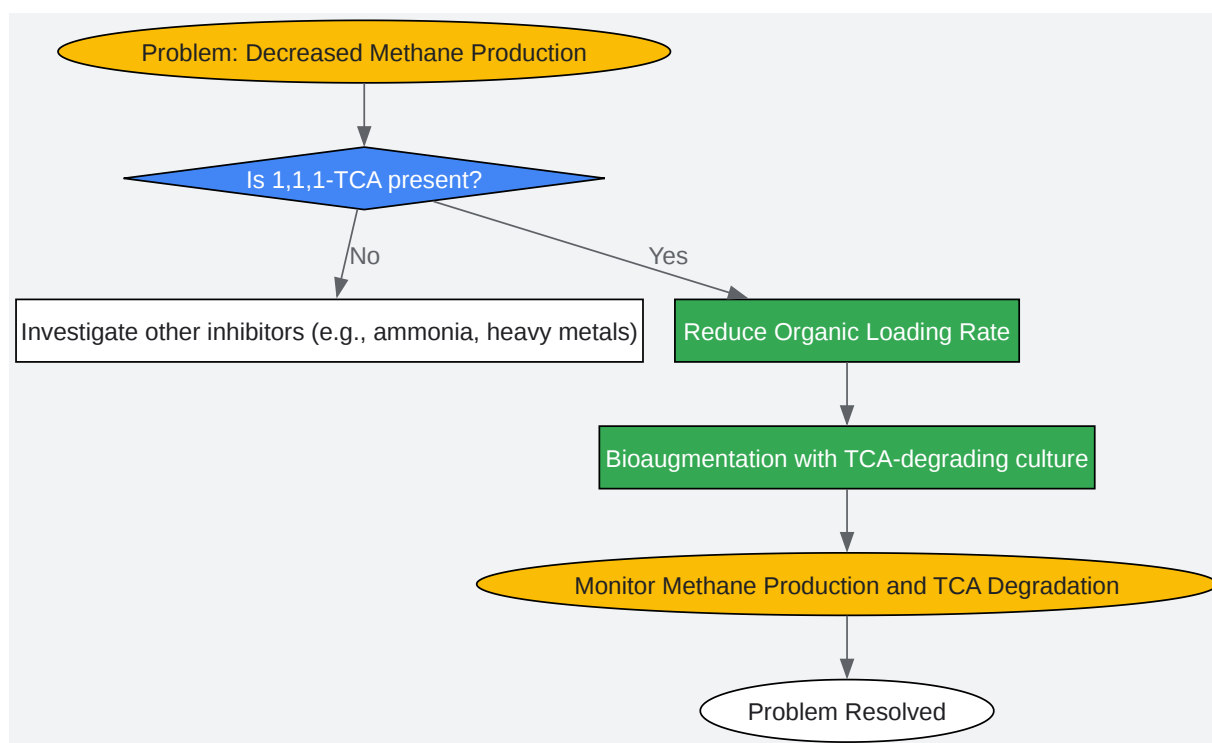 Problem: Decreased Methane Production
Is 1,1,1-TCA present?
No
Yes
Investigate other inhibitors (e.g., ammonia, heavy metals)
Reduce Organic Loading Rate
Bioaugmentation with TCA-degrading culture
Monitor Methane Production and TCA Degradation
Problem Resolved